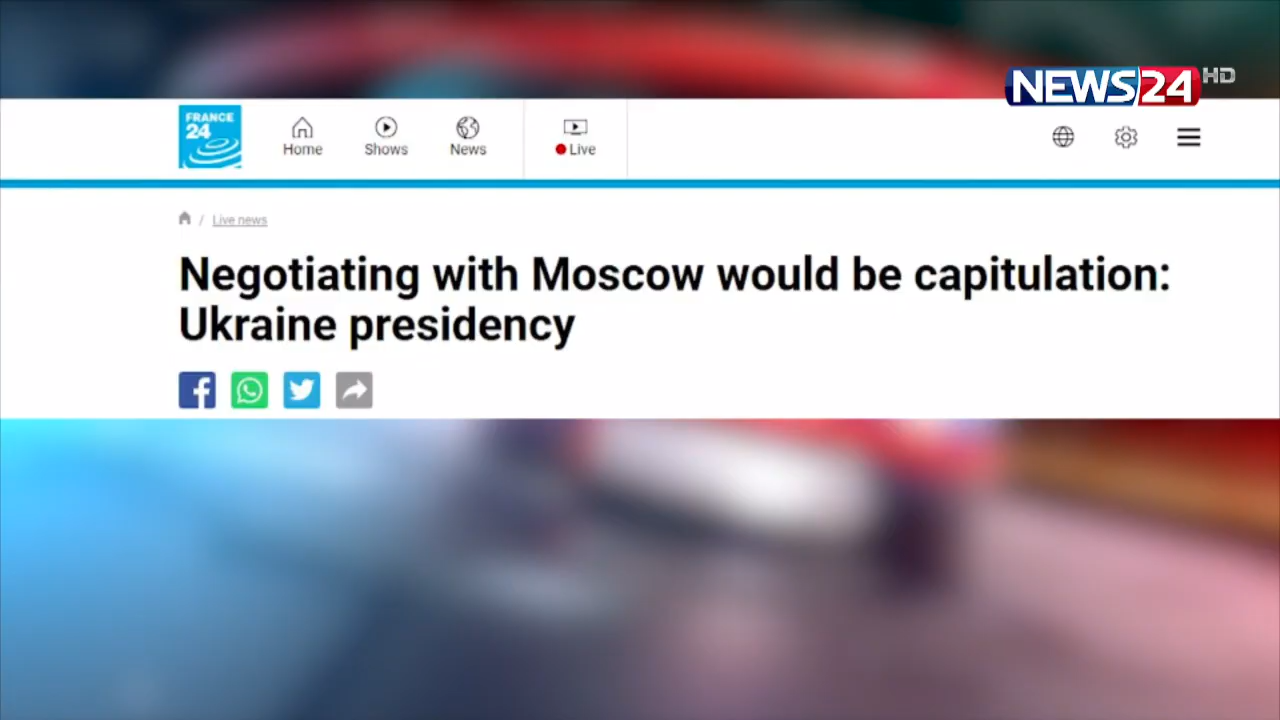 NEWS24 HD
FRANCE
24
Home
Shows
News
Live
/ Live news
Negotiating with Moscow would be capitulation:
Ukraine presidency